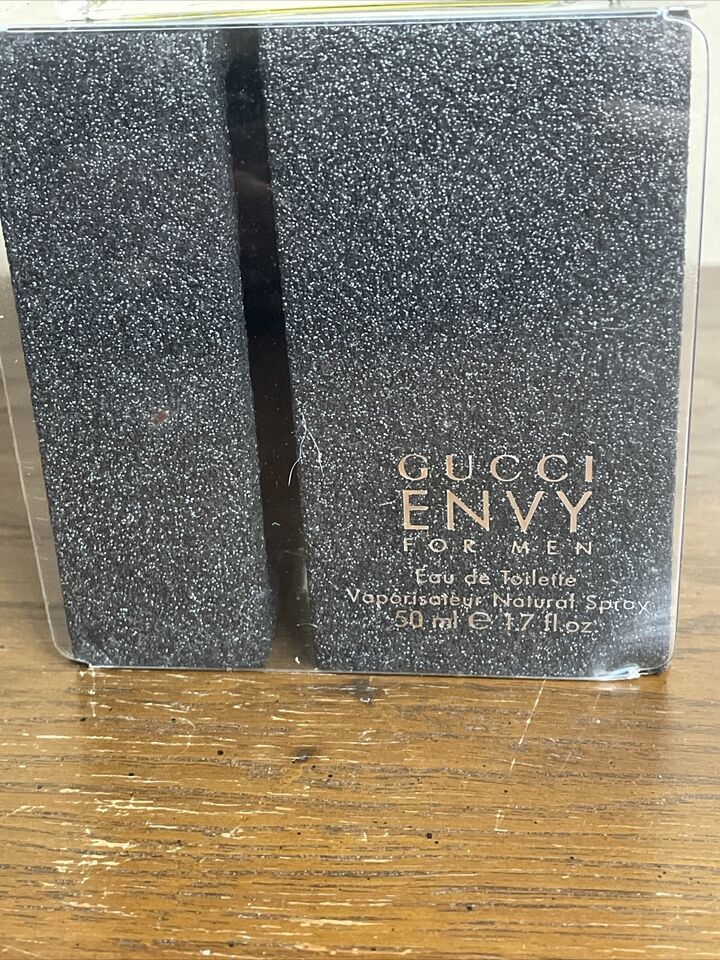 GUCCI
ENVY
FOR MEN
Eau de Toilette
Vaporisateur Natural Spray
50 ml e 1.7 fl.oz